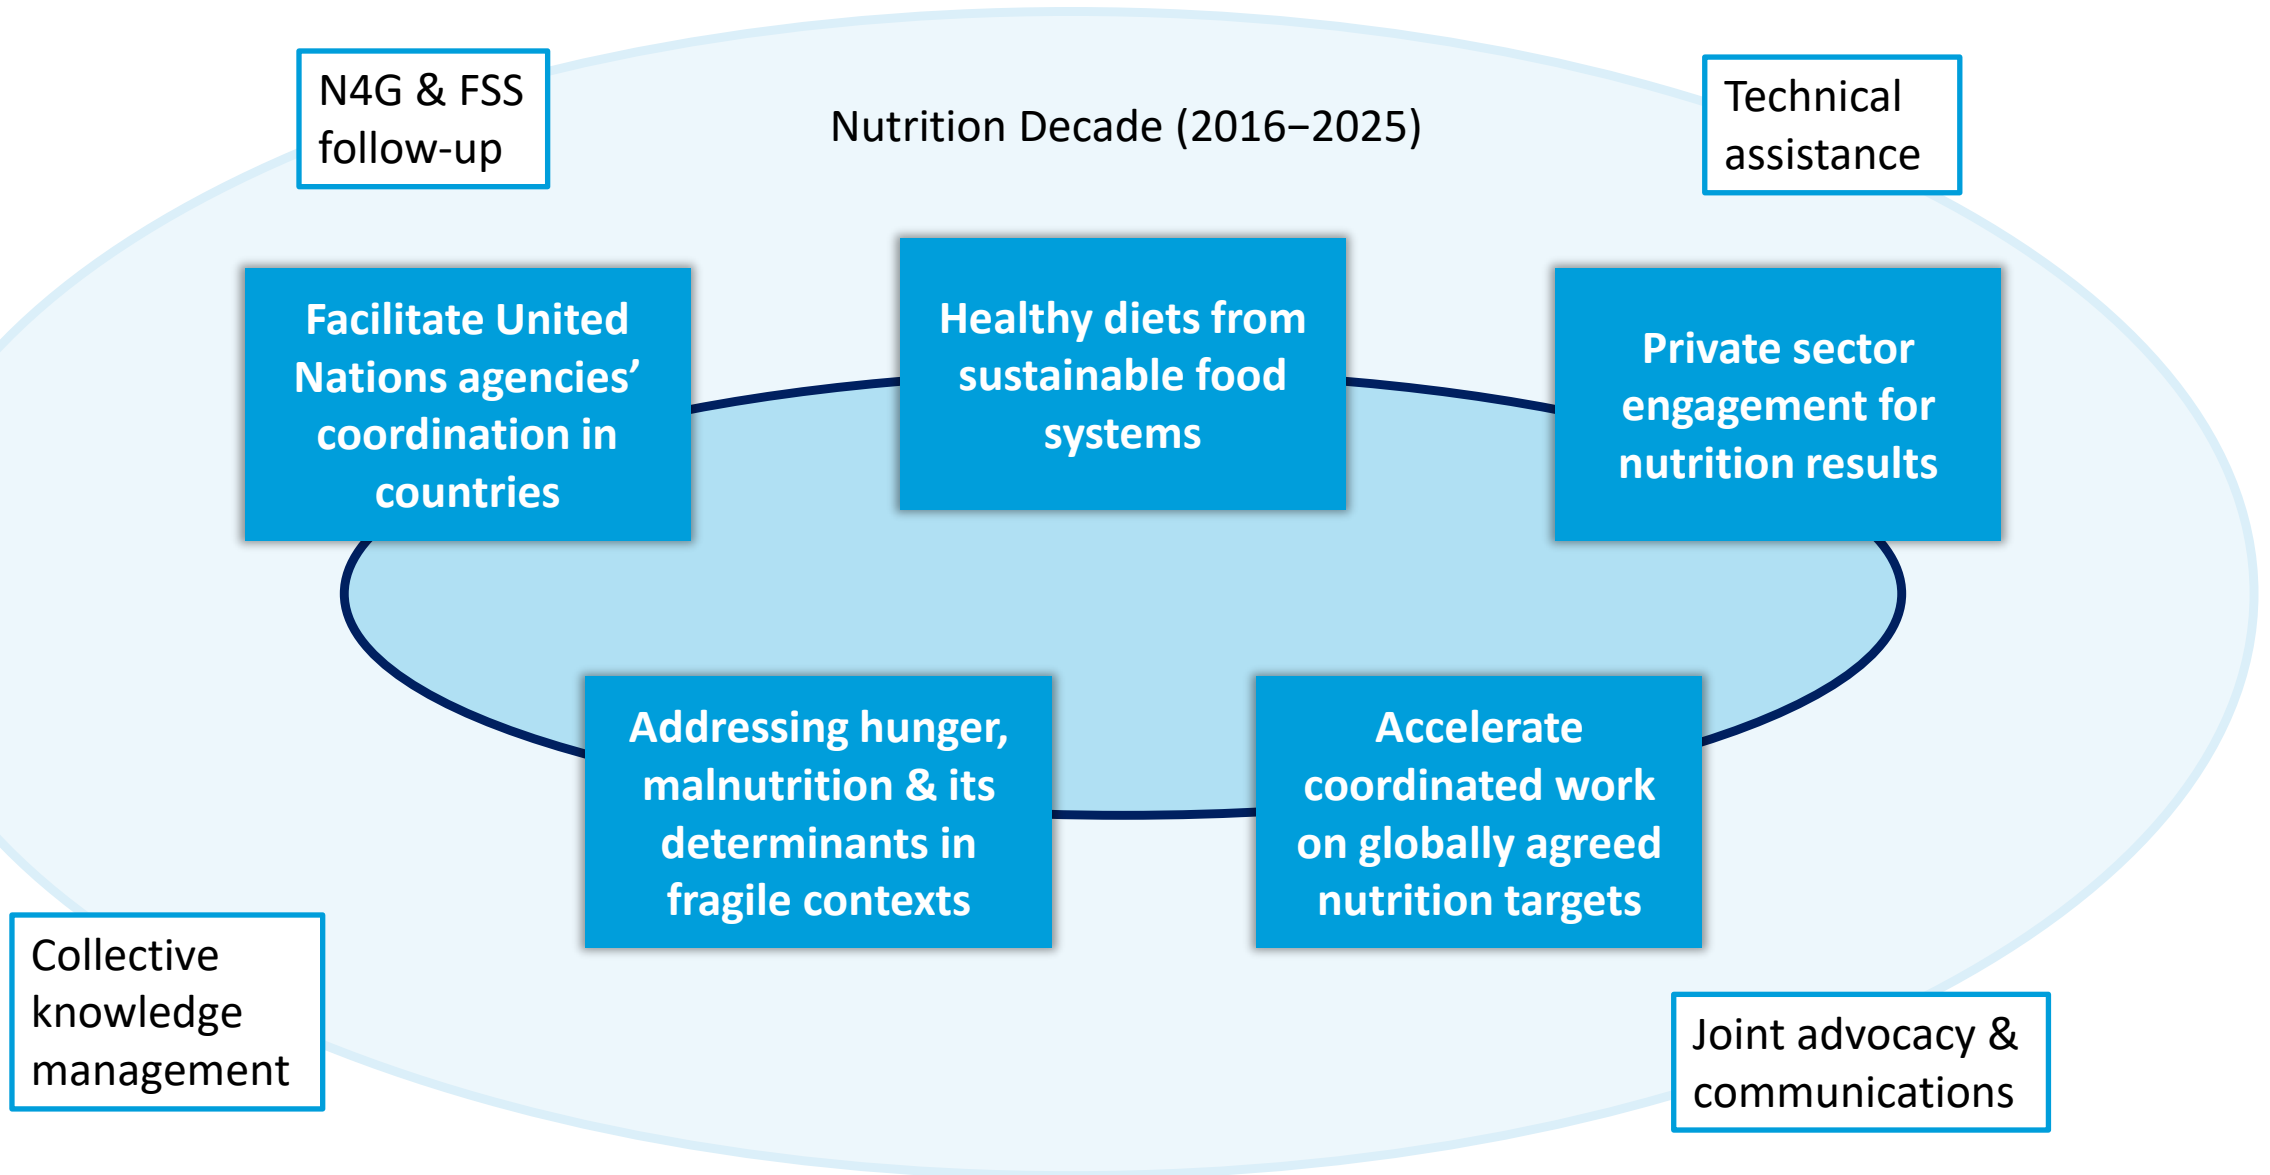 N4G & FSS
follow-up
Nutrition Decade (2016–2025)
Technical
assistance
Facilitate United
Nations agencies’
coordination in
countries
Healthy diets from
sustainable food
systems
Private sector
engagement for
nutrition results
Addressing hunger,
malnutrition & its
determinants in
fragile contexts
Accelerate
coordinated work
on globally agreed
nutrition targets
Collective
knowledge
management
Joint advocacy &
communications